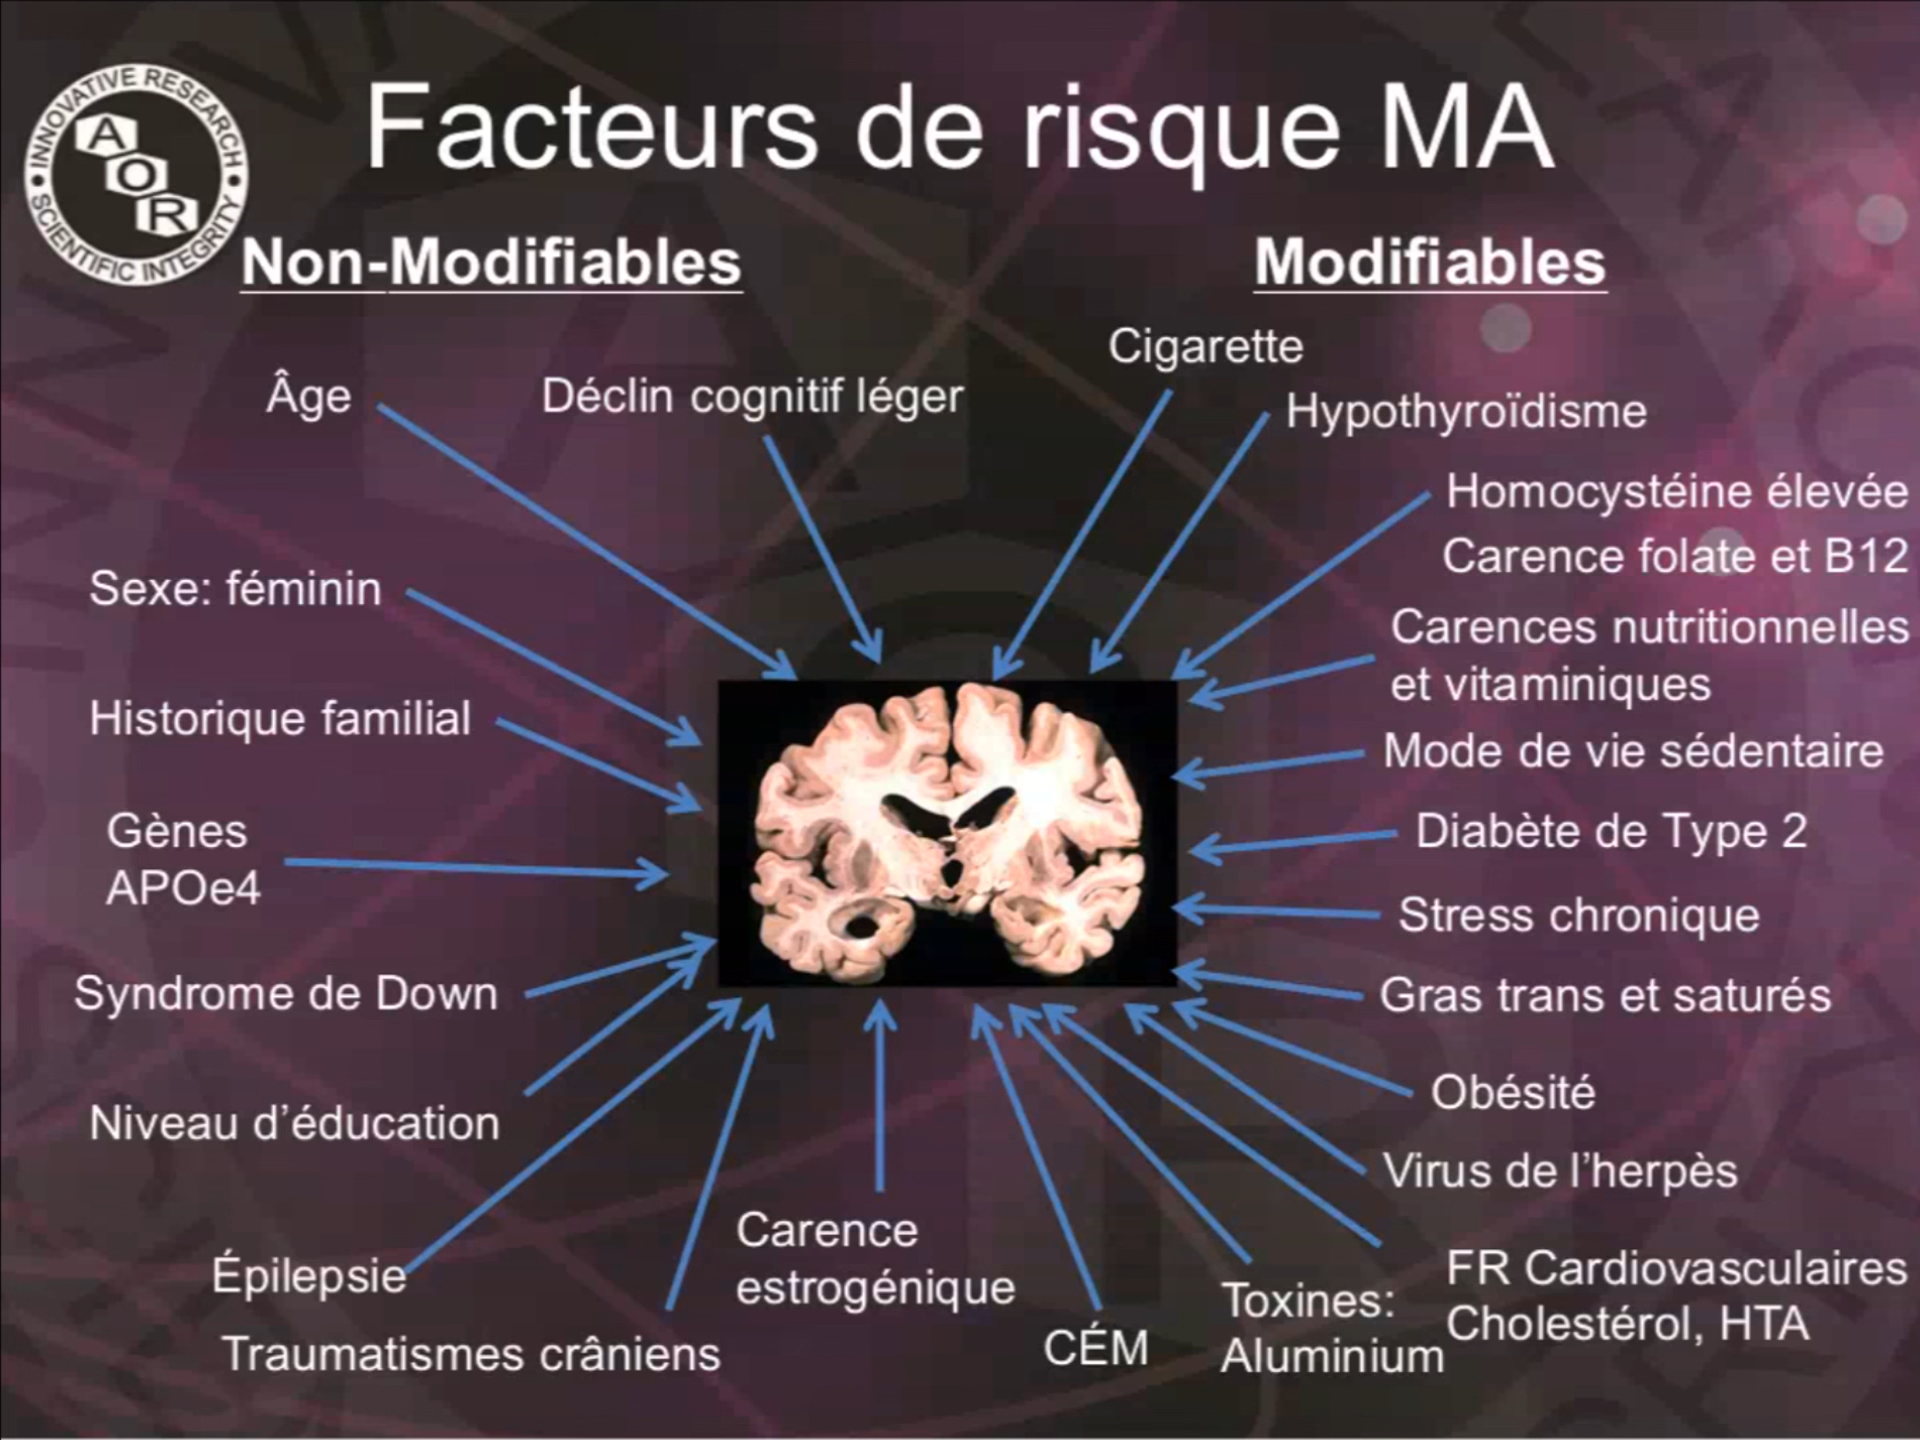 INNOVATIVE RESEARCH
AOR
SCIENTIFIC INTEGRITY
Facteurs de risque MA
Non-Modifiables
Modifiables
Cigarette
Âge
Déclin cognitif léger
Hypothyroïdisme
Homocystéine élevée
Carence folate et B12
Sexe: féminin
Carences nutritionnelles
et vitaminiques
Historique familial
Mode de vie sédentaire
Gènes
APOe4
Diabète de Type 2
Stress chronique
Syndrome de Down
Gras trans et saturés
Obésité
Niveau d’éducation
Virus de l’herpès
Carence
estrogénique
Épilepsie
FR Cardiovasculaires
Cholestérol, HTA
Toxines:
Aluminium
CÉM
Traumatismes crâniens